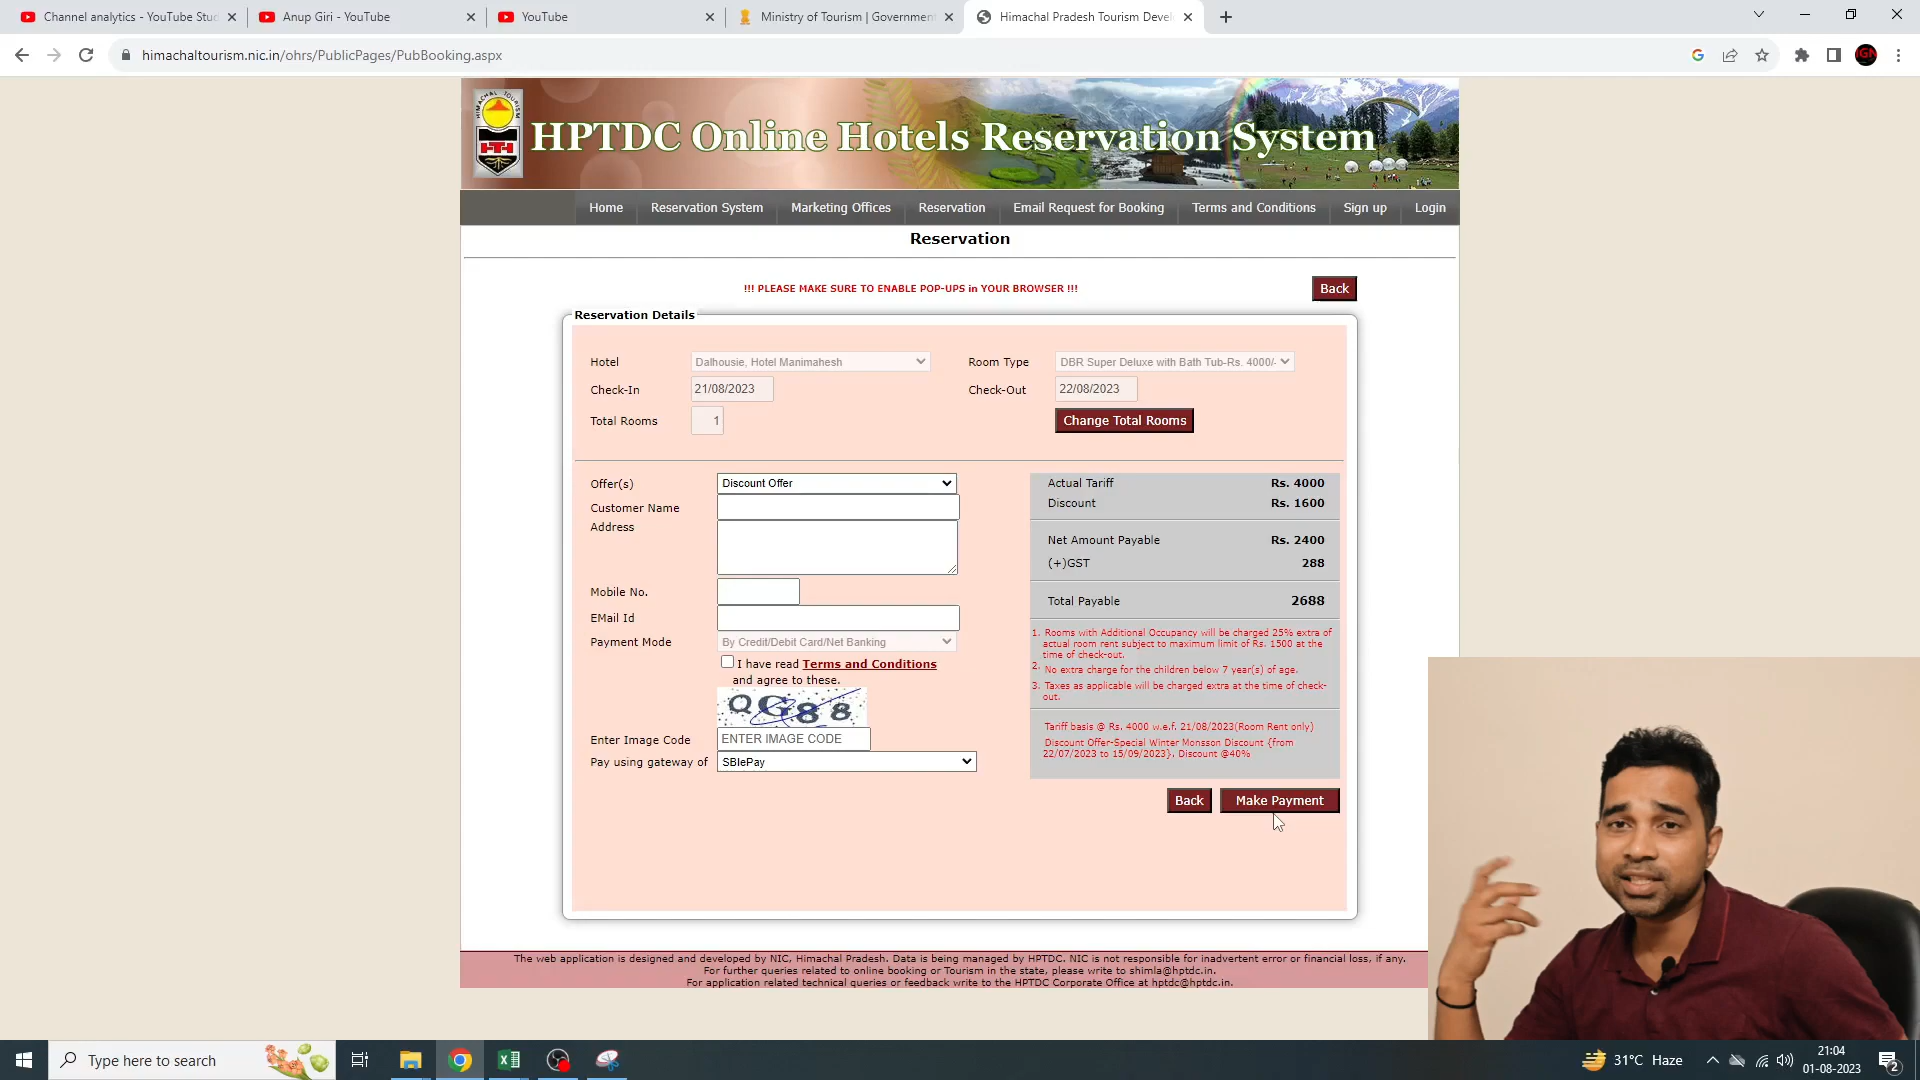 Channel analytics - YouTube Stu
Anup Giri - YouTube
YouTube
Ministry of Tourism | Government
Himachal Pradesh Tourism Devel
himachaltourism.nic.in/ohrs/PublicPages/PubBooking.aspx
HIMACHAL TOURISM
HPTDC Online Hotels Reservation System
Home
Reservation System
Marketing Offices
Reservation
Email Request for Booking
Terms and Conditions
Sign up
Login
Reservation
!!! PLEASE MAKE SURE TO ENABLE POP-UPS in YOUR BROWSER !!!
Back
Reservation Details
Hotel
Dalhousie, Hotel Manimahesh
Room Type
DBR Super Deluxe with Bath Tub-Rs. 4000/-
Check-In
21/08/2023
Check-Out
22/08/2023
Total Rooms
1
Change Total Rooms
Offer(s)
Discount Offer
Customer Name
Address
Mobile No.
EMail Id
Payment Mode
By Credit/Debit Card/Net Banking
I have read Terms and Conditions
and agree to these.
QG88
Enter Image Code
ENTER IMAGE CODE
Pay using gateway of
SBIePay
Actual Tariff Rs. 4000
Discount Rs. 1600
Net Amount Payable Rs. 2400
(+)GST 288
Total Payable 2688
1. Rooms with Additional Occupancy will be charged 25% extra of
actual room rent subject to maximum limit of Rs. 1500 at the
time of check-out.
2. No extra charge for the children below 7 year(s) of age.
3. Taxes as applicable will be charged extra at the time of check-
out.
Tariff basis @ Rs. 4000 w.e.f. 21/08/2023(Room Rent only)
Discount Offer-Special Winter Monsson Discount {from
22/07/2023 to 15/09/2023}, Discount @40%
Back
Make Payment
The web application is designed and developed by NIC, Himachal Pradesh. Data is being managed by HPTDC. NIC is not responsible for inadvertent error or financial loss, if any.
For further queries related to online booking or Tourism in the state, please write to shimla@hptdc.in.
For application related technical queries or feedback write to the HPTDC Corporate Office at hptdc@hptdc.in.
Type here to search
31°C Haze
21:04
01-08-2023
2